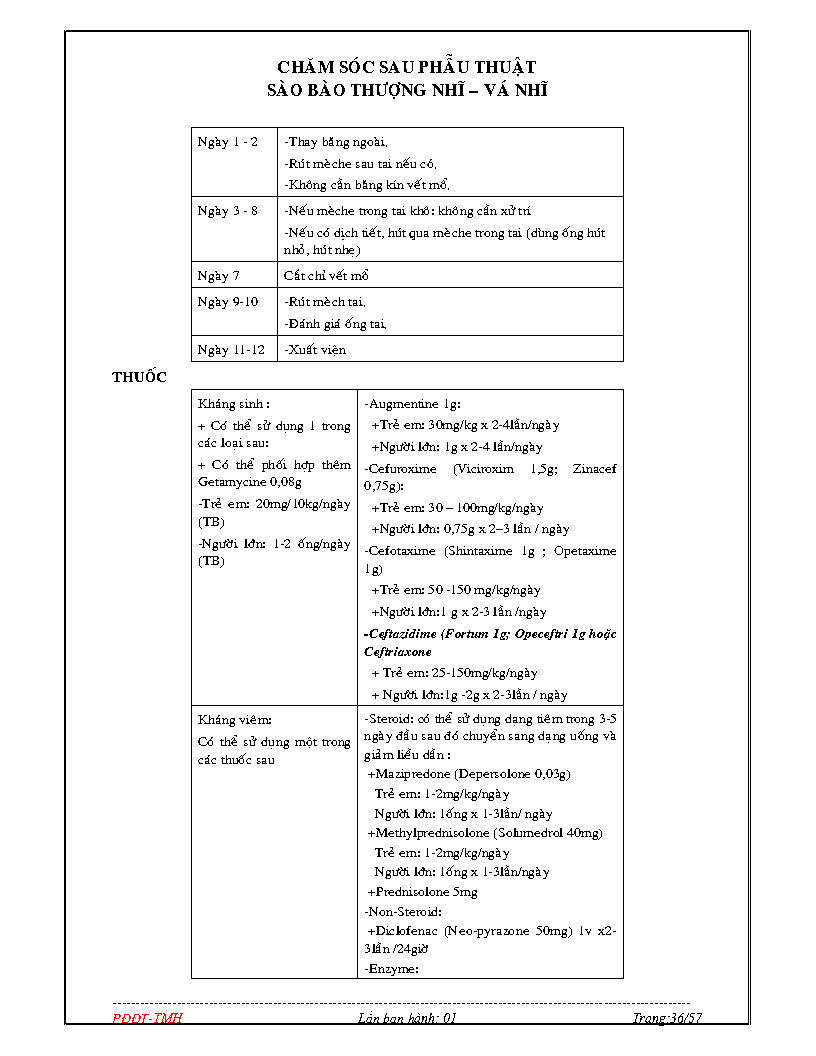 CHĂM SÓC SAU PHẪU THUẬT
SÀO BÀO THƯỢNG NHĨ – VÁ NHĨ
Ngày 1 - 2
-Thay băng ngoài.
-Rút mèche sau tai nếu có.
-Không cần băng kín vết mổ.
Ngày 3 - 8
-Nếu mèche trong tai khô: không cần xử trí
-Nếu có dịch tiết, hút qua mèche trong tai (dùng ống hút
nhỏ, hút nhẹ)
Ngày 7
Cắt chỉ vết mổ
Ngày 9-10
-Rút mèch tai.
-Đánh giá ống tai.
Ngày 11-12
-Xuất viện
THUỐC
Kháng sinh :
+ Có thể sử dụng 1 trong
các loại sau:
+ Có thể phối hợp thêm
Getamycine 0,08g
-Trẻ em: 20mg/10kg/ngày
(TB)
-Người lớn: 1-2 ống/ngày
(TB)
-Augmentine 1g:
+Trẻ em: 30mg/kg x 2-4lần/ngày
+Người lớn: 1g x 2-4 lần/ngày
-Cefuroxime (Viciroxim 1,5g; Zinacef
0,75g):
+Trẻ em: 30 – 100mg/kg/ngày
+Người lớn: 0,75g x 2–3 lần / ngày
-Cefotaxime (Shintaxime 1g ; Opetaxime
1g)
+Trẻ em: 50 -150 mg/kg/ngày
+Người lớn:1 g x 2-3 lần /ngày
-Ceftazidime (Fortum 1g; Opeceftri 1g hoặc
Ceftriaxone
+ Trẻ em: 25-150mg/kg/ngày
+ Người lớn:1g -2g x 2-3lần / ngày
Kháng viêm:
Có thể sử dụng một trong
các thuốc sau
-Steroid: có thể sử dụng dạng tiêm trong 3-5
ngày đầu sau đó chuyển sang dạng uống và
giảm liều dần :
+Mazipredone (Depersolone 0,03g)
Trẻ em: 1-2mg/kg/ngày
Người lớn: 1ống x 1-3lần/ ngày
+Methylprednisolone (Solumedrol 40mg)
Trẻ em: 1-2mg/kg/ngày
Người lớn: 1ống x 1-3lần/ngày
+Prednisolone 5mg
-Non-Steroid:
+Diclofenac (Neo-pyrazone 50mg) 1v x2-
3lần /24giờ
-Enzyme:
PĐĐT-TMH Lần ban hành: 01 Trang:36/57